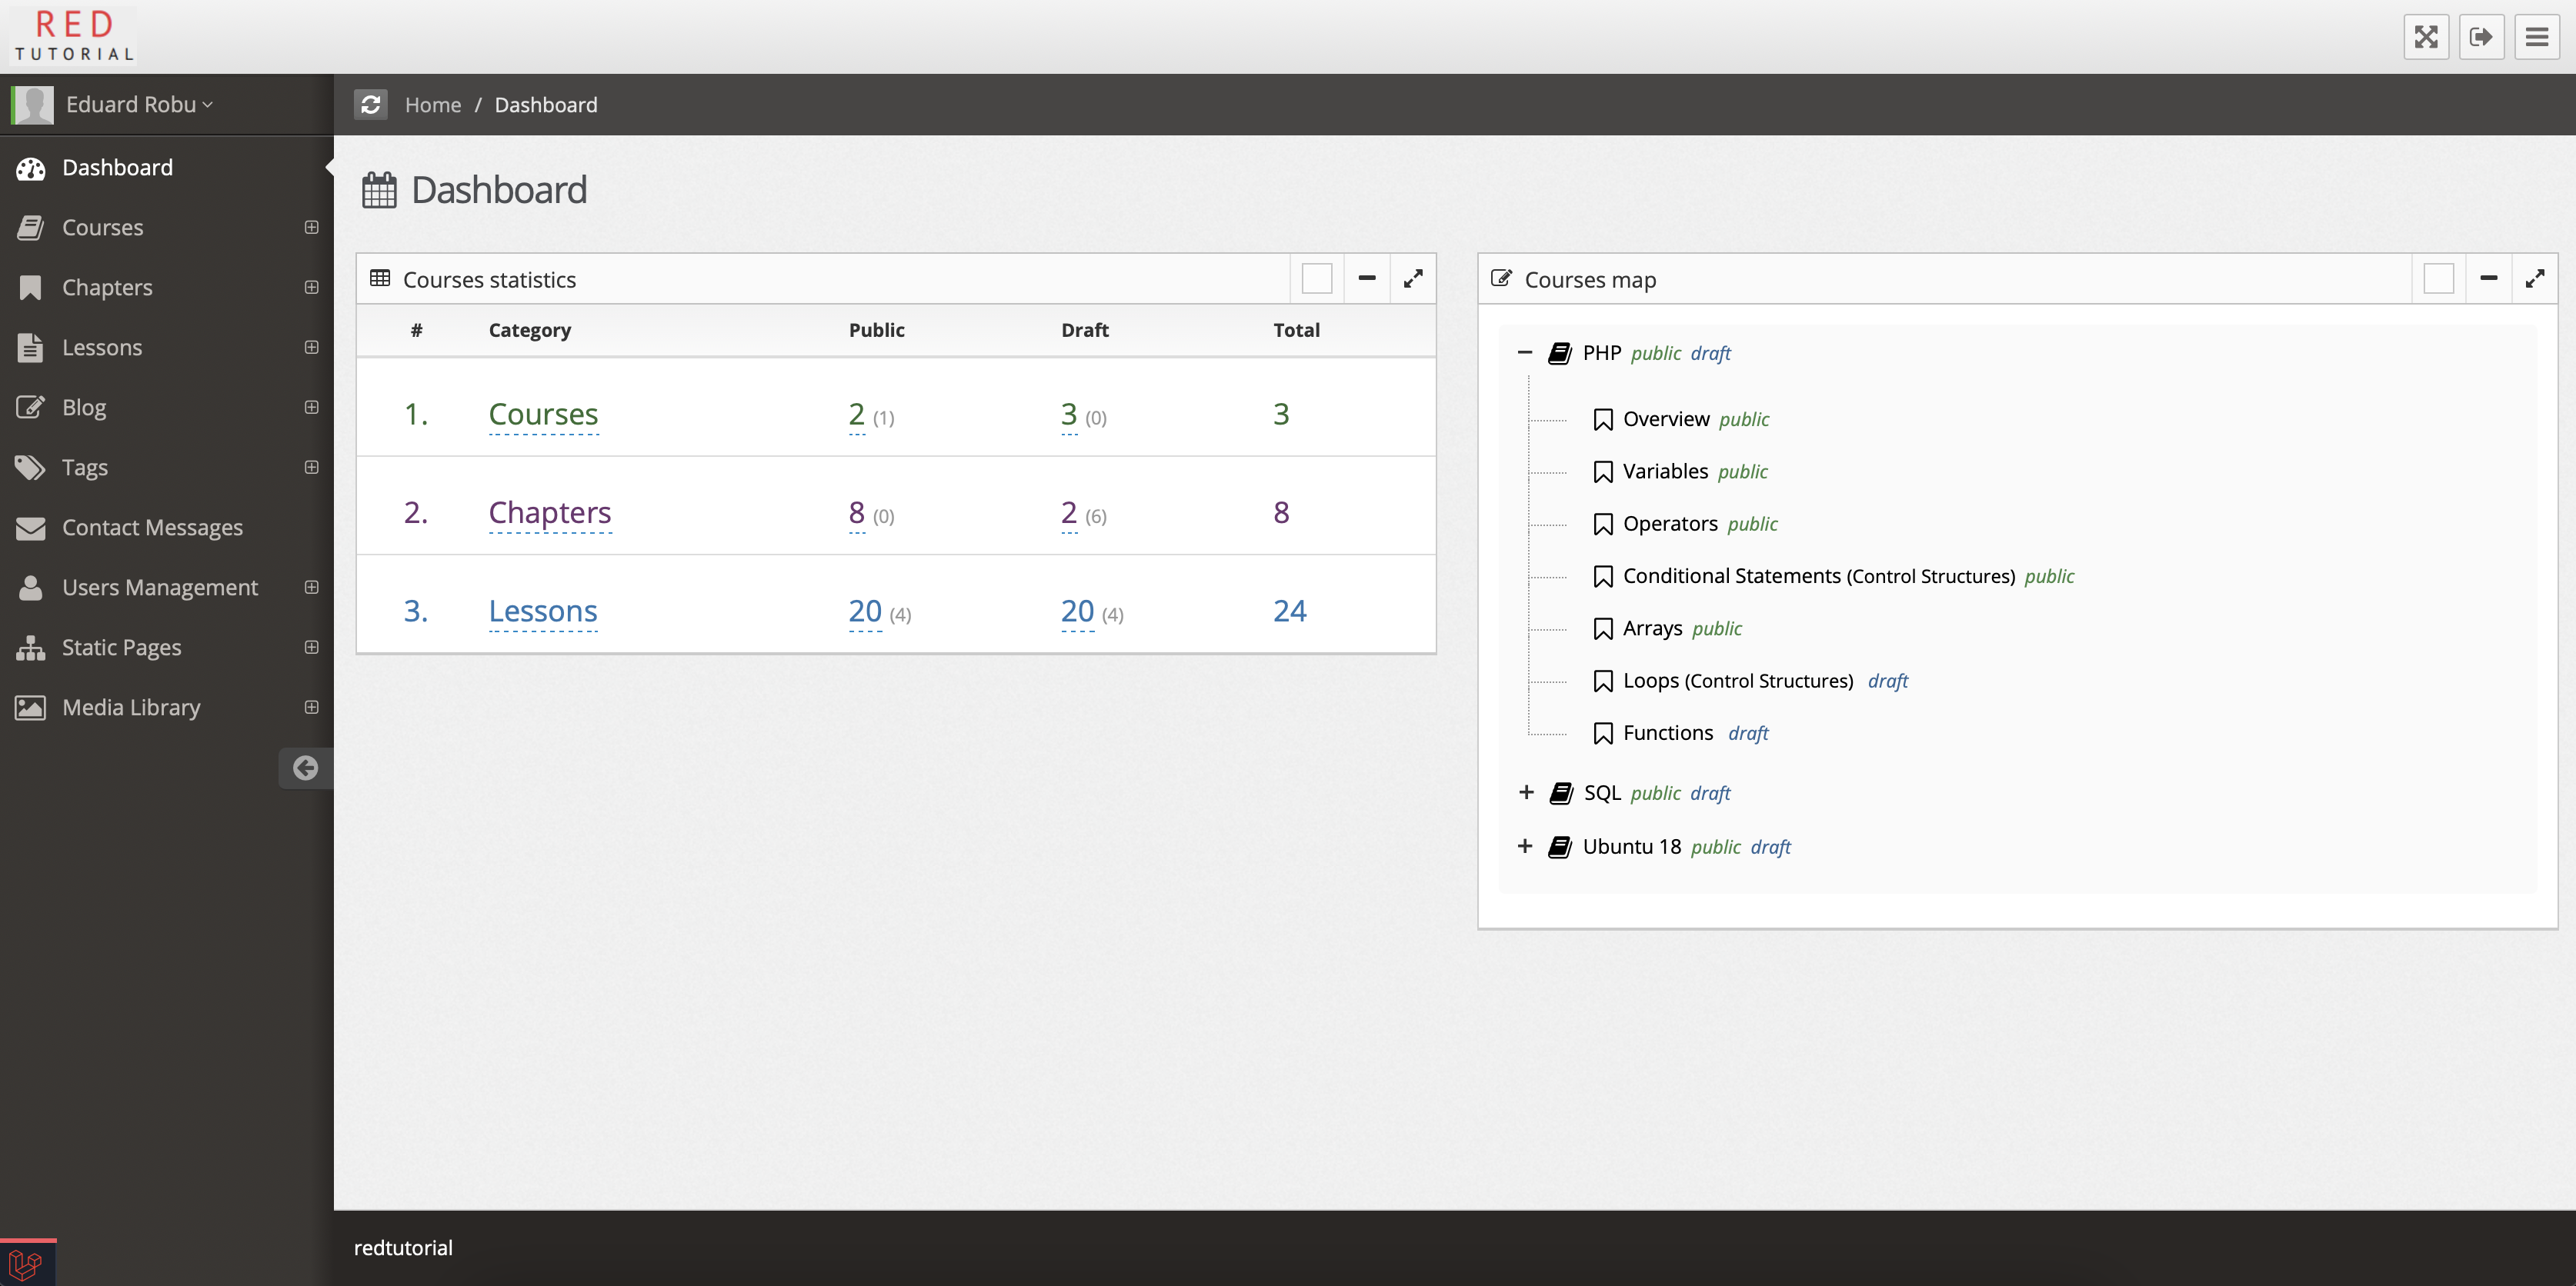 RED
TUTORIAL
Eduard Robu
Home / Dashboard
Dashboard
Courses
Chapters
Lessons
Blog
Tags
Contact Messages
Users Management
Static Pages
Media Library
Dashboard
Courses statistics
# Category Public Draft Total
1. Courses 2 (1) 3 (0) 3
2. Chapters 8 (0) 2 (6) 8
3. Lessons 20 (4) 20 (4) 24
Courses map
PHP public draft
Overview public
Variables public
Operators public
Conditional Statements (Control Structures) public
Arrays public
Loops (Control Structures) draft
Functions draft
SQL public draft
Ubuntu 18 public draft
redtutorial